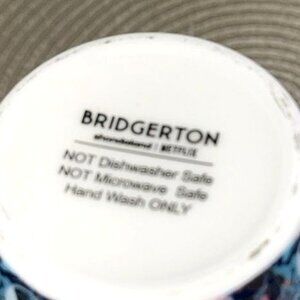 BRIDGERTON
shondaland | NETFLIX
NOT Dishwasher Safe
NOT Microwave Safe
Hand Wash ONLY